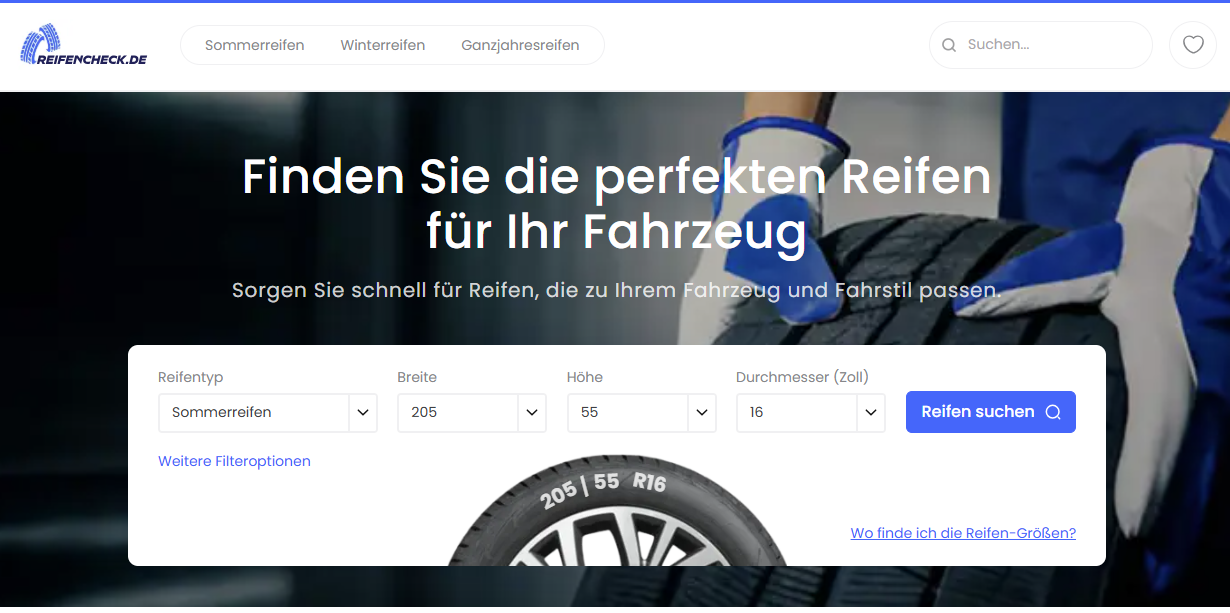 REIFENCHECK.DE
Sommerreifen Winterreifen Ganzjahresreifen
Suchen...
Finden Sie die perfekten Reifen
für Ihr Fahrzeug
Sorgen Sie schnell für Reifen, die zu Ihrem Fahrzeug und Fahrstil passen.
Reifentyp Breite Höhe Durchmesser (Zoll)
Sommerreifen 205 55 16 Reifen suchen
Weitere Filteroptionen
205 | 55 R16
Wo finde ich die Reifen-Größen?